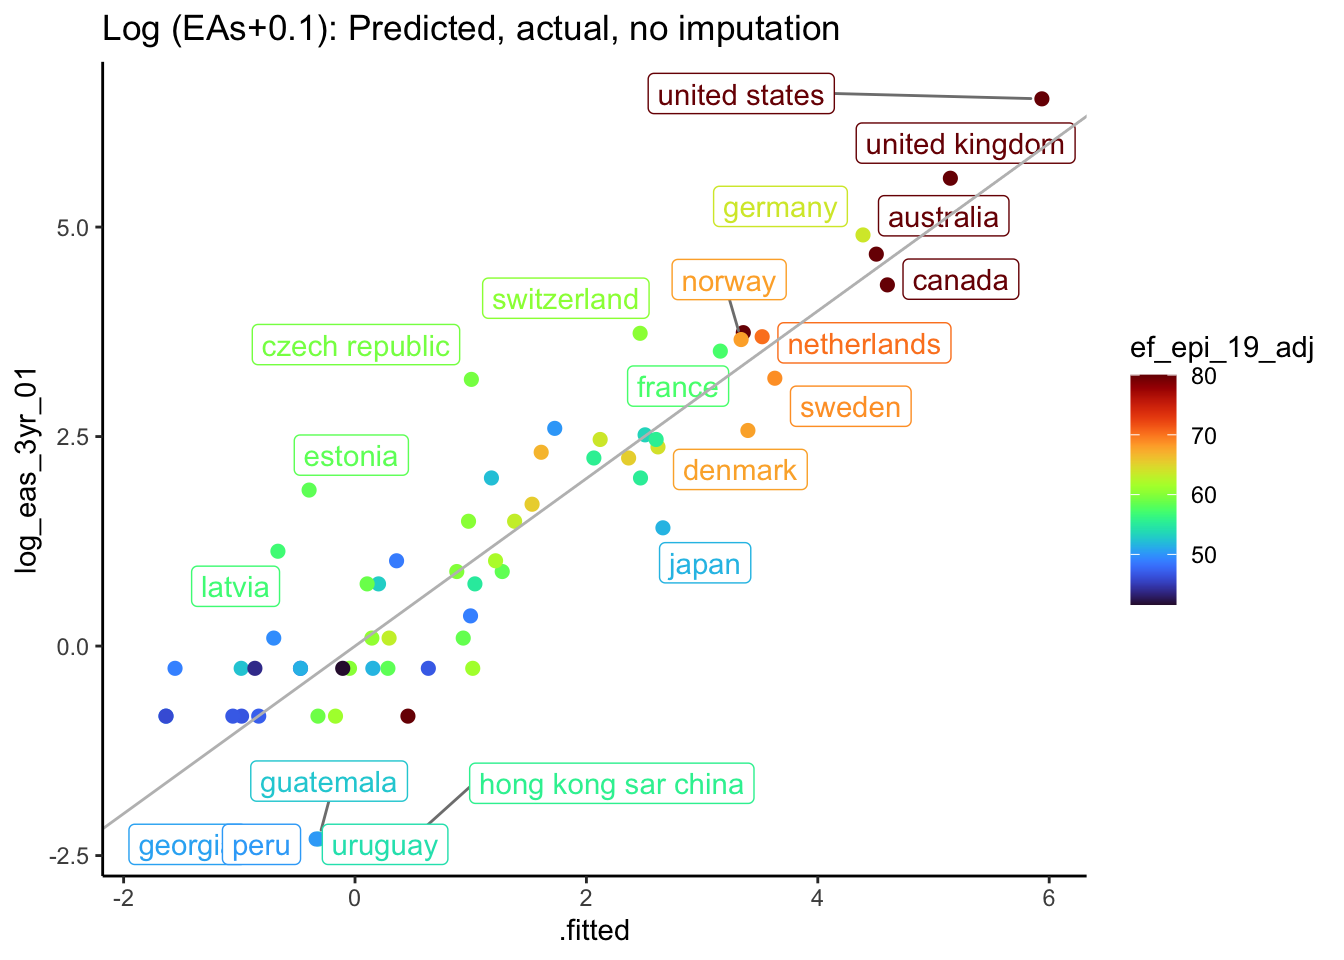 Log (EAs+0.1): Predicted, actual, no imputation
united states
united kingdom
germany
australia
norway
canada
switzerland
czech republic
netherlands
france
sweden
estonia
denmark
japan
latvia
guatemala
hong kong sar china
peru
uruguay
log_eas_3yr_01
5.0
2.5
0.0
-2.5
-2
0
2
4
6
.fitted
ef_epi_19_adj
80
70
60
50